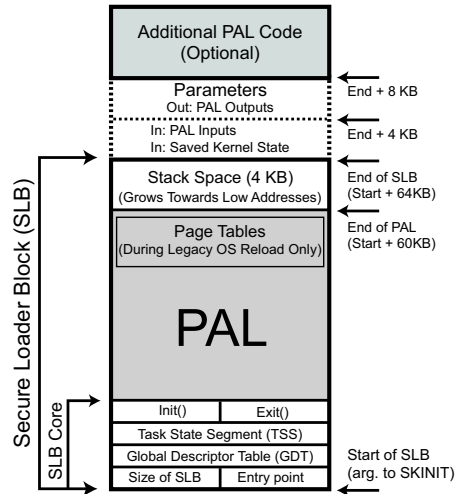 Additional PAL Code
(Optional)
End + 8 KB
Parameters
Out: PAL Outputs
End + 4 KB
In: PAL Inputs
In: Saved Kernel State
Stack Space (4 KB)
(Grows Towards Low Addresses)
End of SLB
(Start + 64KB)
End of PAL
(Start + 60KB)
Page Tables
(During Legacy OS Reload Only)
PAL
Secure Loader Block (SLB)
SLB Core
Init()
Exit()
Task State Segment (TSS)
Global Descriptor Table (GDT)
Size of SLB
Entry point
Start of SLB
(arg. to SKINIT)